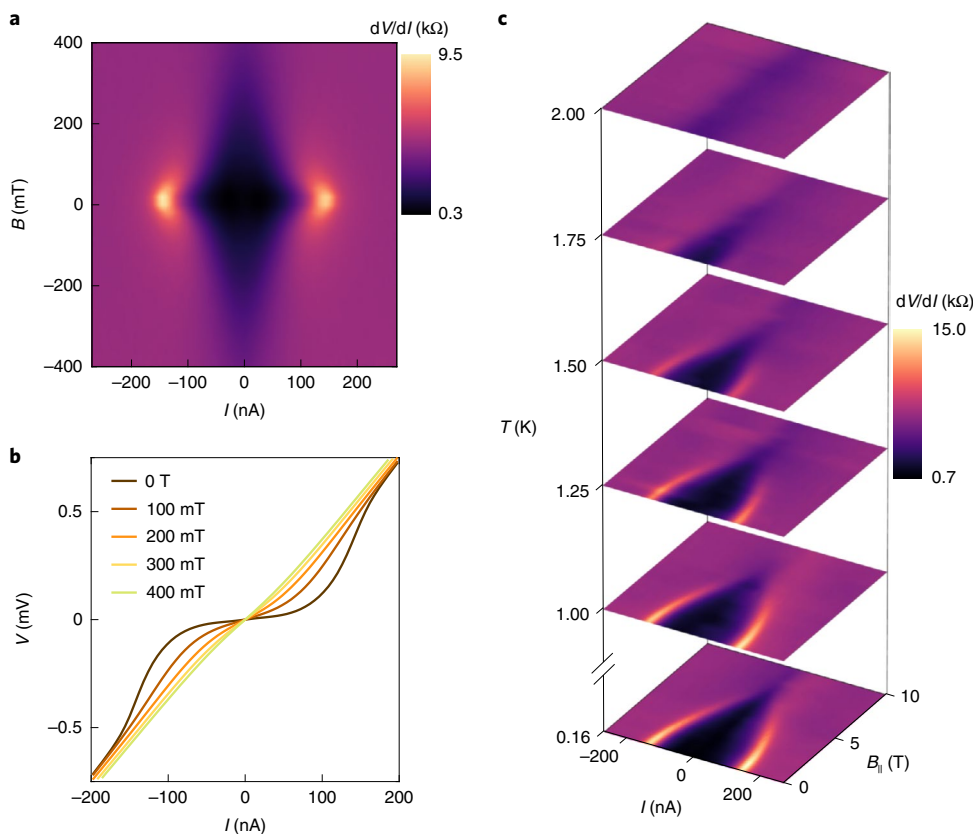 a
dV/dI (kΩ)
9.5
0.3
400
200
0
−200
−400
B (mT)
−200
−100
0
100
200
I (nA)
b
0 T
100 mT
200 mT
300 mT
400 mT
0.5
0
−0.5
V (mV)
−200
−100
0
100
200
I (nA)
c
2.00
1.75
1.50
1.25
1.00
0.16
T (K)
dV/dI (kΩ)
15.0
0.7
−200
0
200
I (nA)
0
5
10
B|| (T)